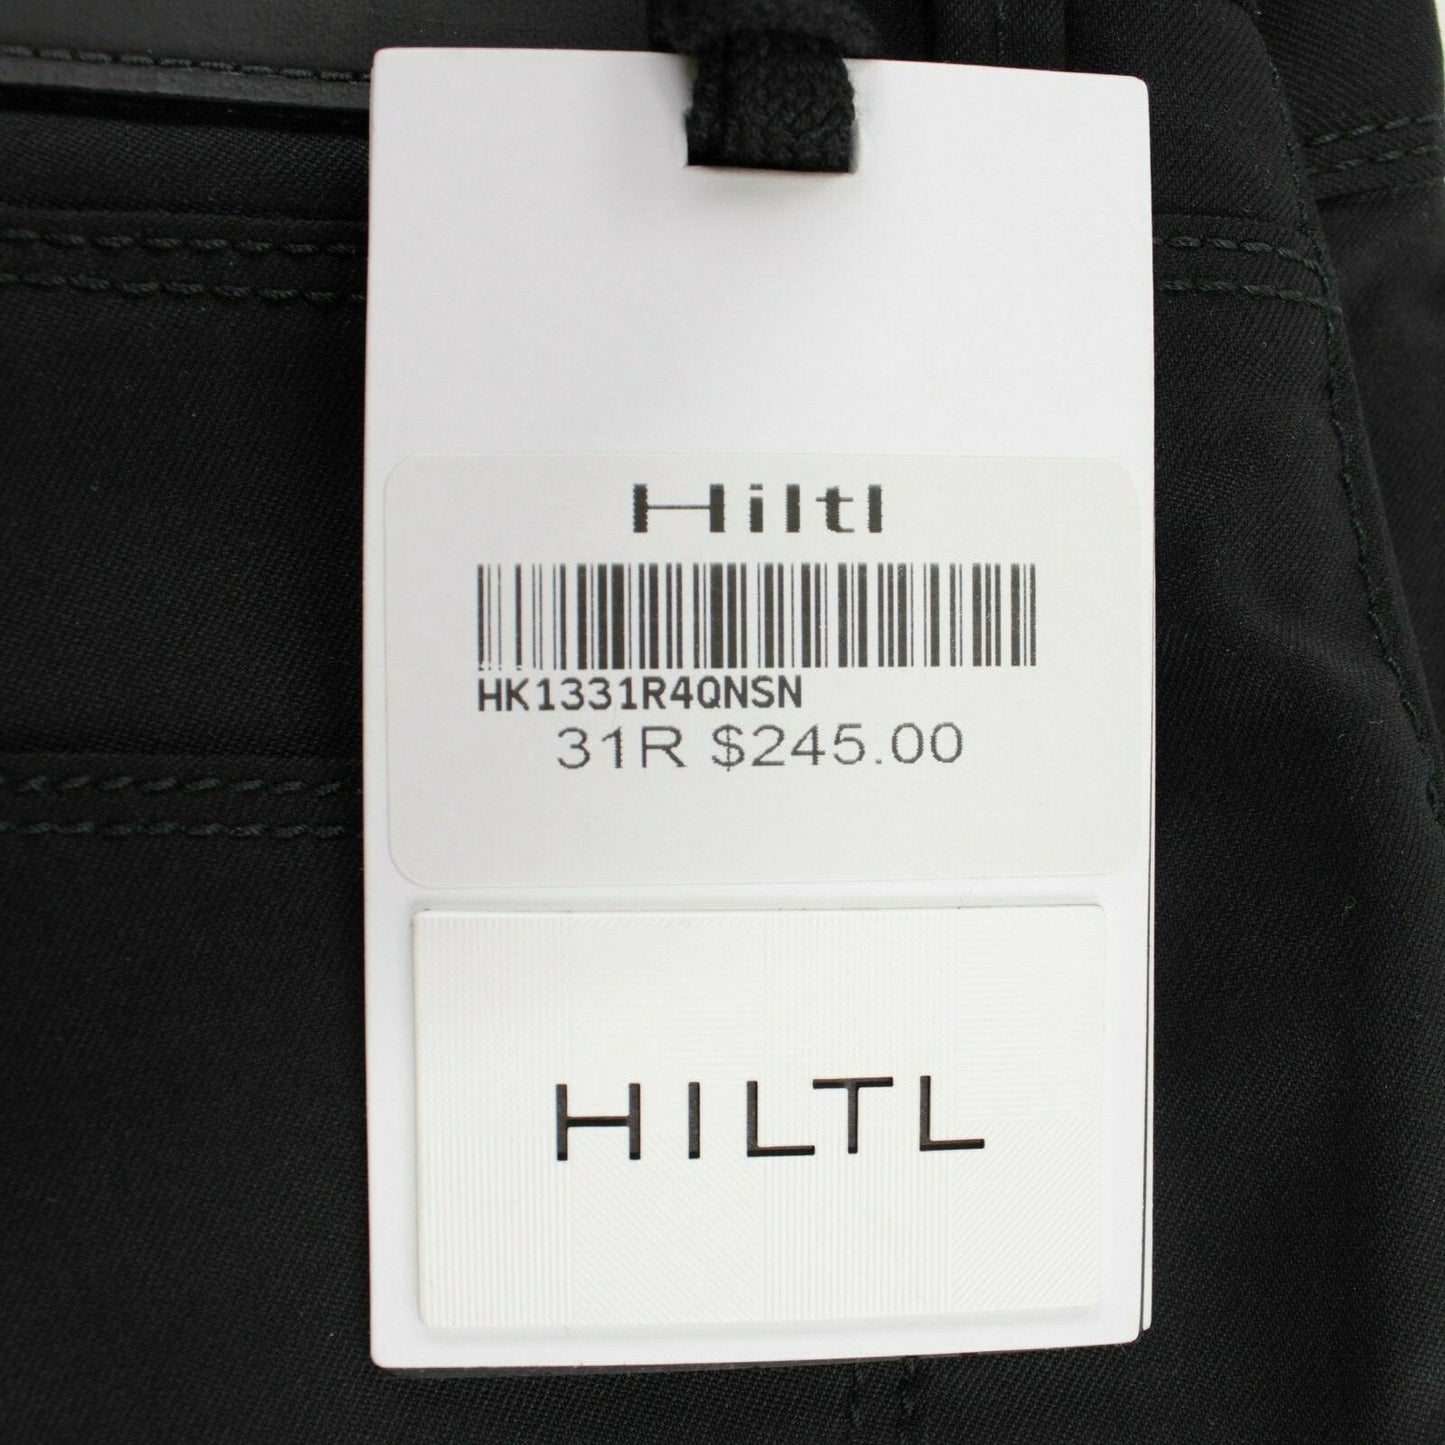 Hiltl
HK1331R4QNSN
31R $245.00
HILTL